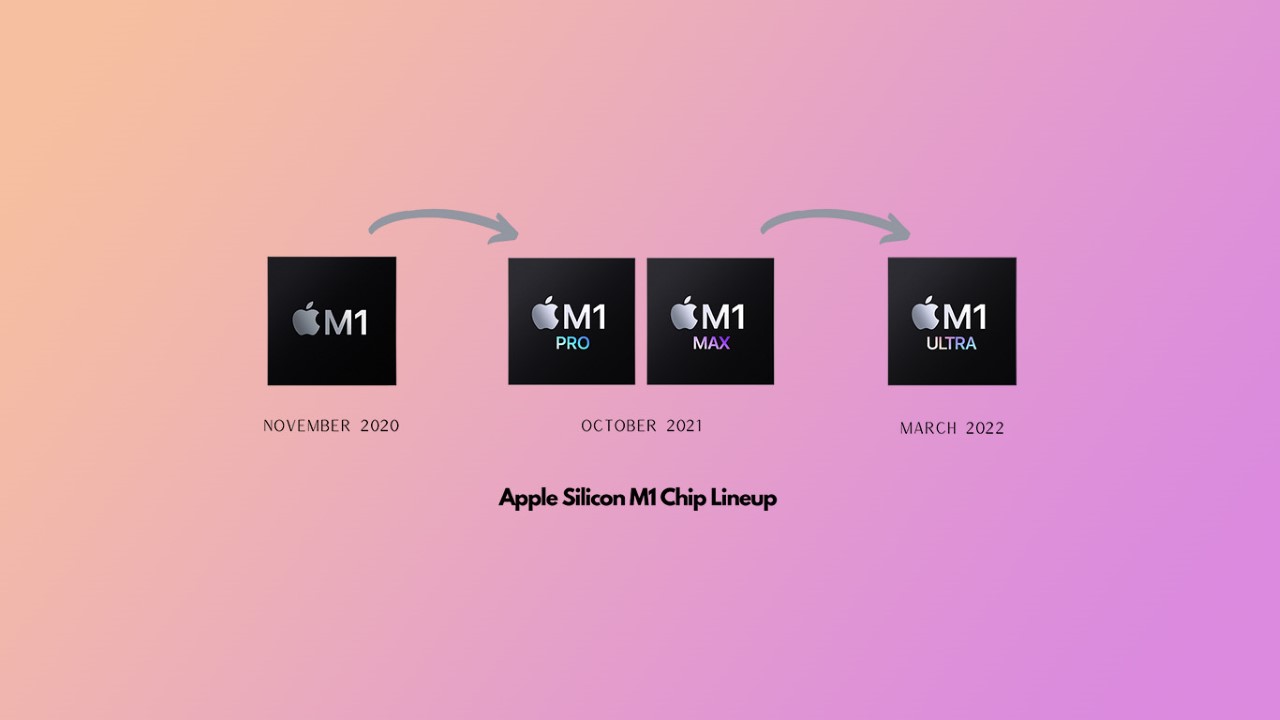 M1
M1
PRO
M1
MAX
M1
ULTRA
NOVEMBER 2020
OCTOBER 2021
MARCH 2022
Apple Silicon M1 Chip Lineup